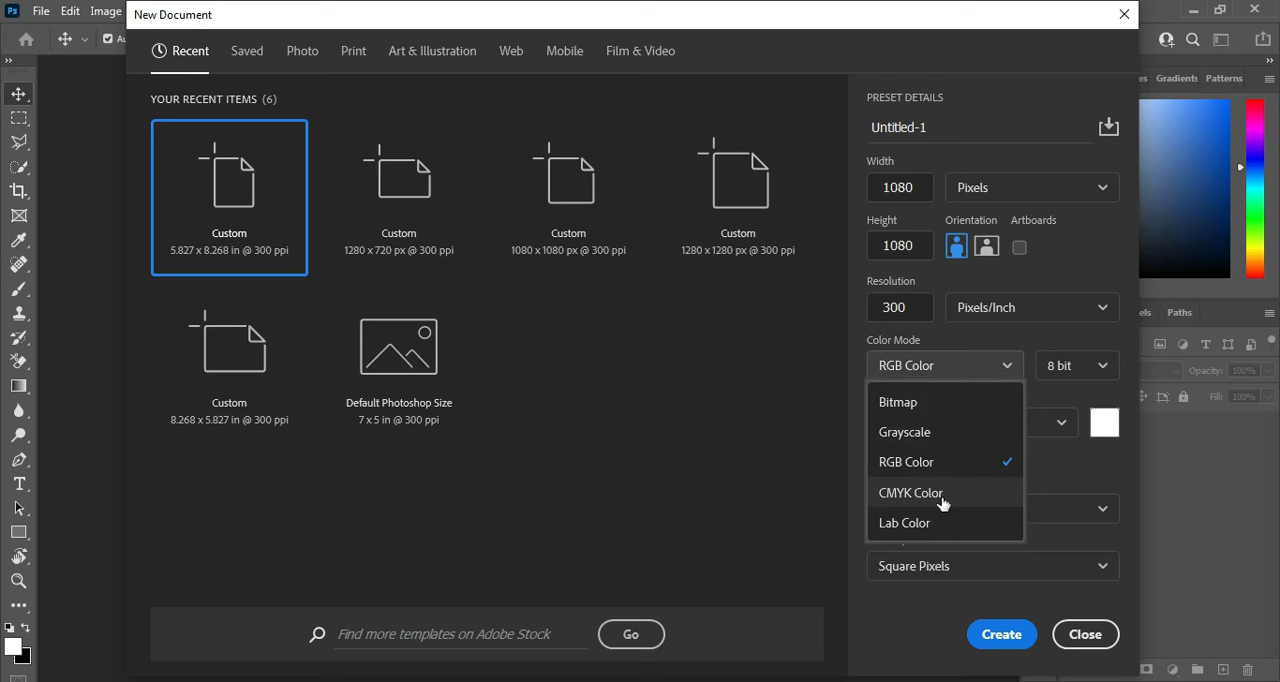 Ps File Edit Image
New Document
Au
Recent Saved Photo Print Art & Illustration Web Mobile Film & Video
YOUR RECENT ITEMS (6)
Custom
5.827 x 8.268 in @ 300 ppi
Custom
1280 x 720 px @ 300 ppi
Custom
1080 x 1080 px @ 300 ppi
Custom
1280 x 1280 px @ 300 ppi
Custom
8.268 x 5.827 in @ 300 ppi
Default Photoshop Size
7 x 5 in @ 300 ppi
Find more templates on Adobe Stock
Go
PRESET DETAILS
Untitled-1
Width
1080 Pixels
Height Orientation Artboards
1080
Resolution
300 Pixels/Inch
Color Mode
RGB Color 8 bit
Bitmap
Grayscale
RGB Color
CMYK Color
Lab Color
Square Pixels
Create Close
es Gradients Patterns
els Paths
Opacity: 100%
Fill: 100%